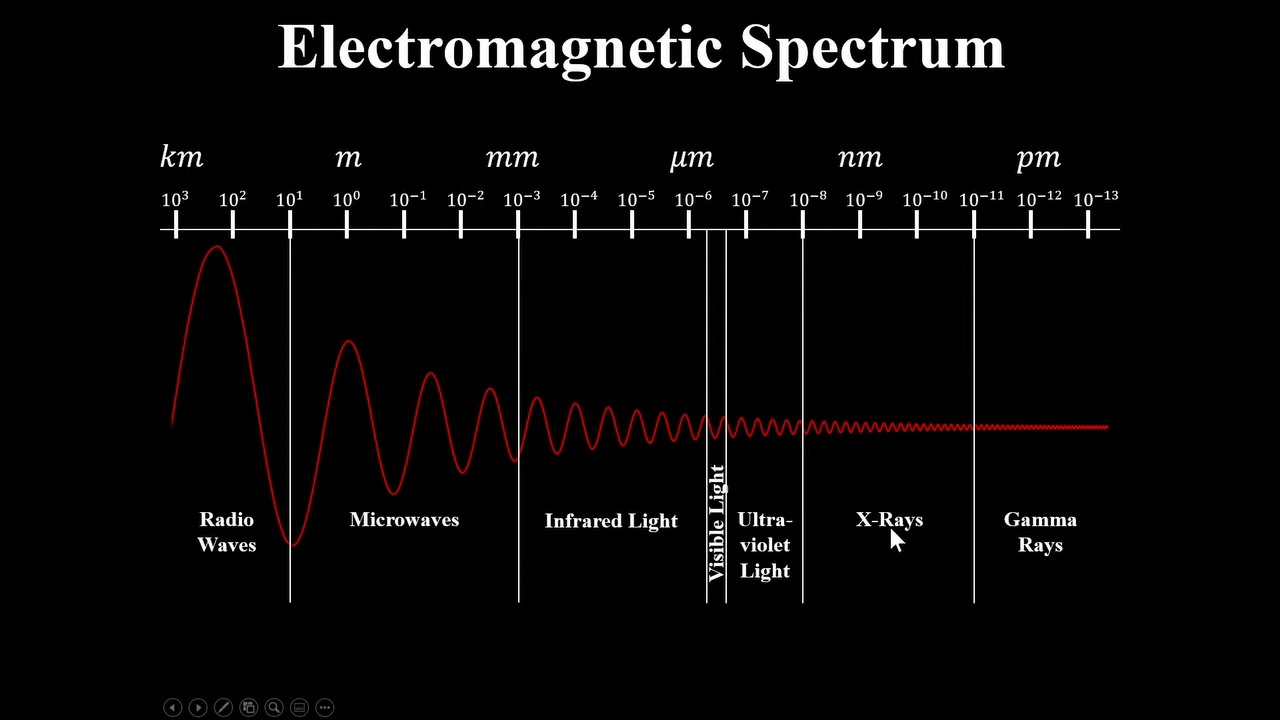 Electromagnetic Spectrum
km m mm μm nm pm
10³ 10² 10¹ 10⁰ 10⁻¹ 10⁻² 10⁻³ 10⁻⁴ 10⁻⁵ 10⁻⁶ 10⁻⁷ 10⁻⁸ 10⁻⁹ 10⁻¹⁰ 10⁻¹¹ 10⁻¹² 10⁻¹³
Radio
Waves
Microwaves
Infrared Light
Visible Light
Ultra-
violet
Light
X-Rays
Gamma
Rays